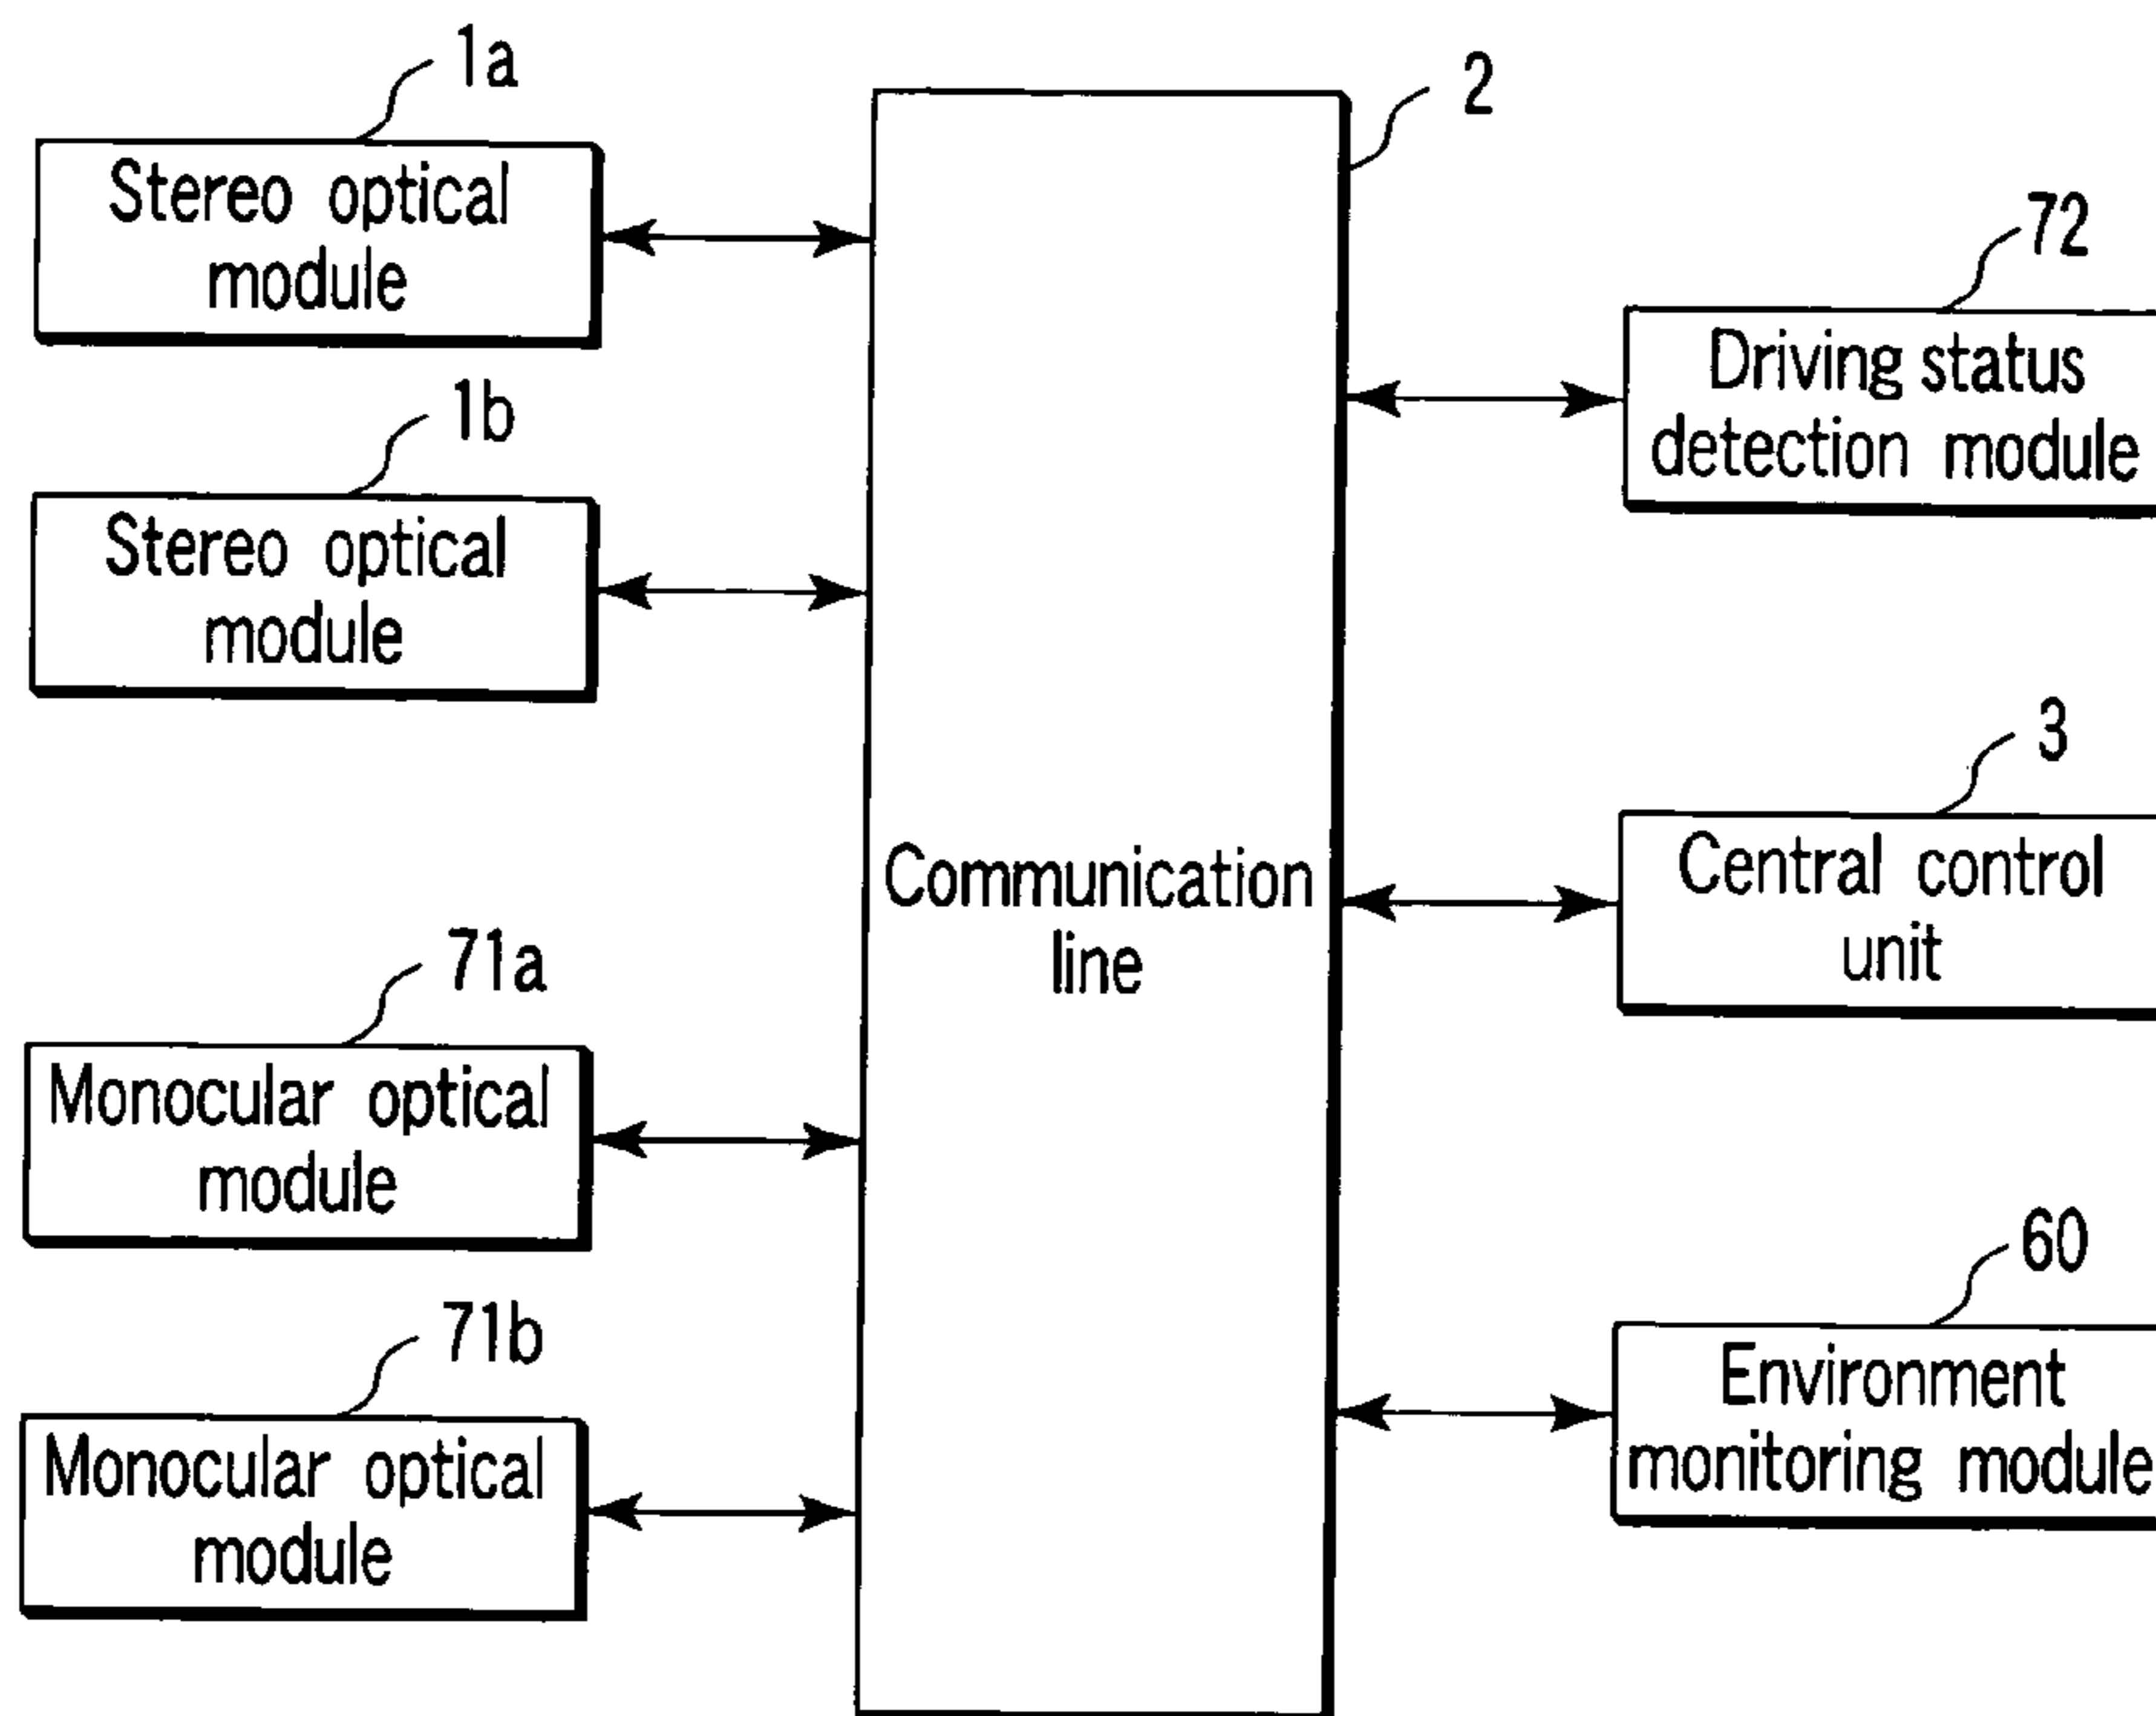 1a
Stereo optical
module
1b
Stereo optical
module
71a
Monocular optical
module
71b
Monocular optical
module
2
Communication
line
72
Driving status
detection module
3
Central control
unit
60
Environment
monitoring module